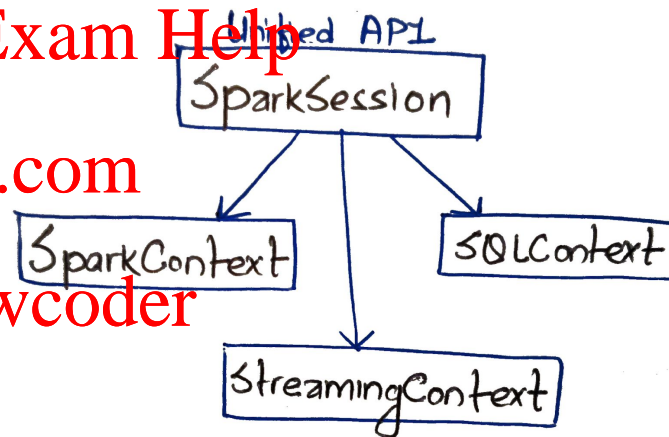 Exam Help
Unified API
SparkSession
.com
SparkContext
SQLContext
wcoder
StreamingContext